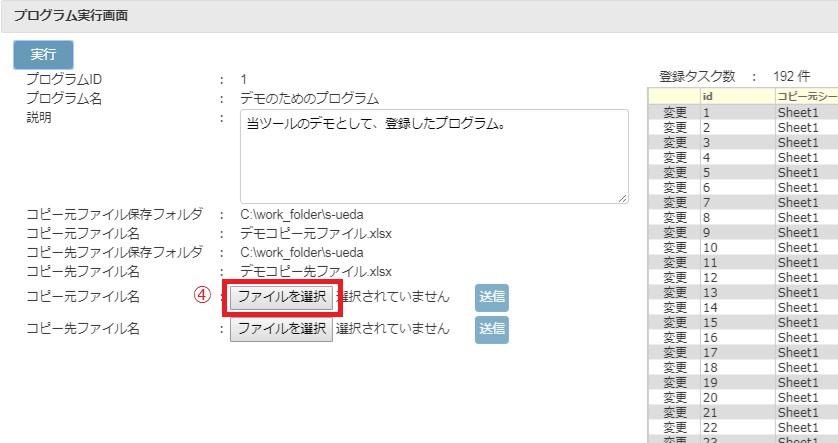 プログラム実行画面
実行
プログラムID : 1
プログラム名 : デモのためのプログラム
説明 : 当ツールのデモとして、登録したプログラム。
コピー元ファイル保存フォルダ : C:\work_folder\s-ueda
コピー元ファイル名 : デモコピー元ファイル.xlsx
コピー先ファイル保存フォルダ : C:\work_folder\s-ueda
コピー先ファイル名 : デモコピー先ファイル.xlsx
コピー元ファイル名 ④ : ファイルを選択 選択されていません 送信
コピー先ファイル名 : ファイルを選択 選択されていません 送信
登録タスク数 : 192 件
id コピー元シー
変更 1 Sheet1
変更 2 Sheet1
変更 3 Sheet1
変更 4 Sheet1
変更 5 Sheet1
変更 6 Sheet1
変更 7 Sheet1
変更 8 Sheet1
変更 9 Sheet1
変更 10 Sheet1
変更 11 Sheet1
変更 12 Sheet1
変更 13 Sheet1
変更 14 Sheet1
変更 15 Sheet1
変更 16 Sheet1
変更 17 Sheet1
変更 18 Sheet1
変更 19 Sheet1
変更 20 Sheet1
変更 21 Sheet1
変更 22 Sheet1
変更 23 Sheet1